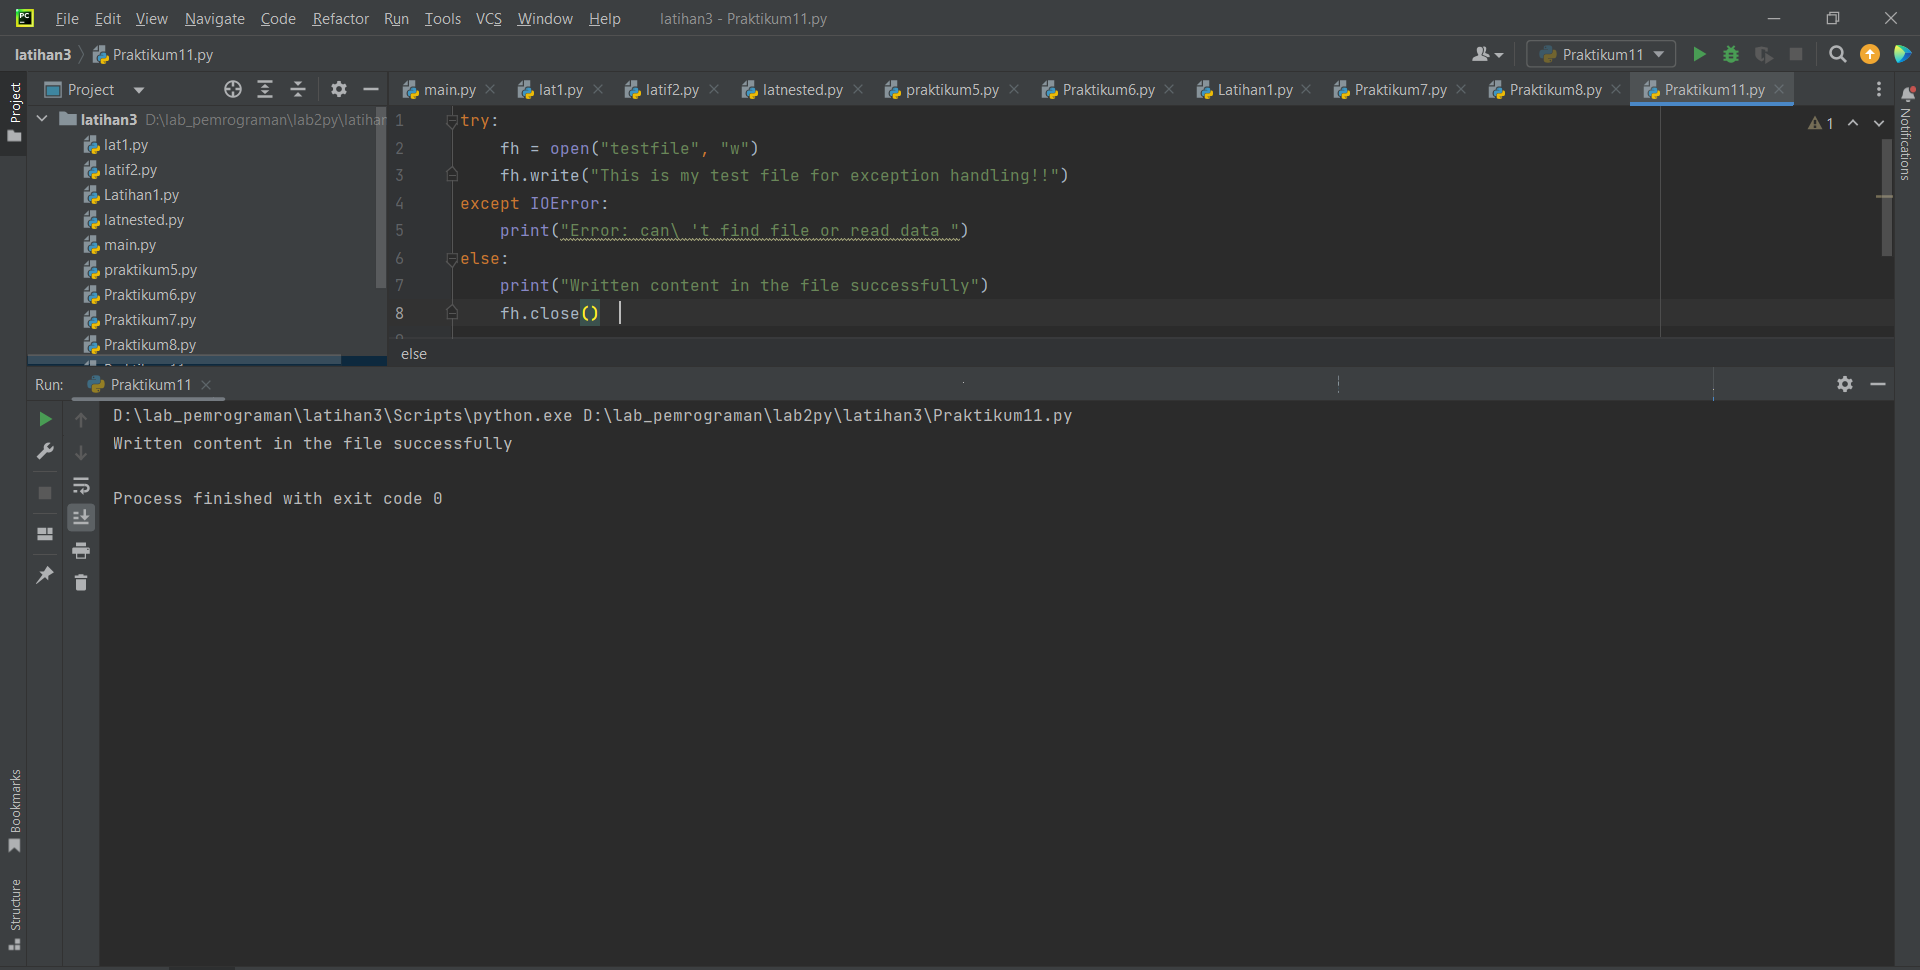 PC
File Edit View Navigate Code Refactor Run Tools VCS Window Help latihan3 - Praktikum11.py
latihan3 Praktikum11.py Praktikum11
Project
Project
main.py lat1.py latif2.py latnested.py praktikum5.py Praktikum6.py Latihan1.py Praktikum7.py Praktikum8.py Praktikum11.py
Notifications
latihan3 D:\lab_pemrograman\lab2py\latihan
lat1.py
latif2.py
Latihan1.py
latnested.py
main.py
praktikum5.py
Praktikum6.py
Praktikum7.py
Praktikum8.py
1 try:
1
2 fh = open("testfile", "w")
3 fh.write("This is my test file for exception handling!!")
4 except IOError:
5 print("Error: can\ 't find file or read data ")
6 else:
7 print("Written content in the file successfully")
8 fh.close()
else
Run: Praktikum11
D:\lab_pemrograman\latihan3\Scripts\python.exe D:\lab_pemrograman\lab2py\latihan3\Praktikum11.py
Written content in the file successfully
Process finished with exit code 0
Bookmarks
Structure